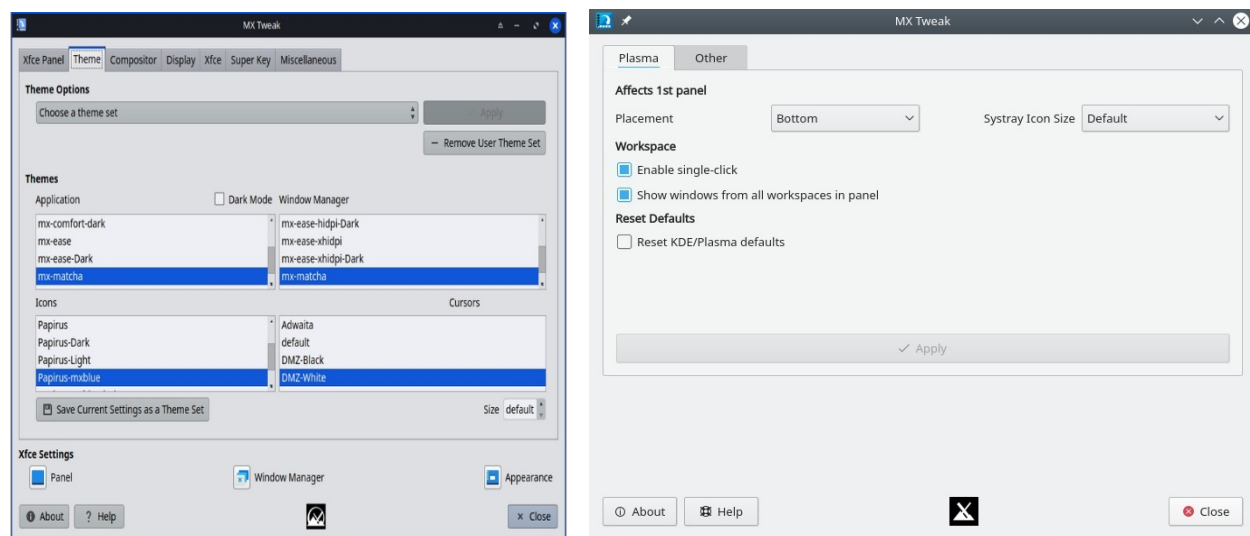 MX Tweak
Xfce Panel Theme Compositor Display Xfce Super Key Miscellaneous
Theme Options
Choose a theme set Apply
Remove User Theme Set
Themes
Application Dark Mode Window Manager
mx-comfort-dark mx-ease-hidpi-Dark
mx-ease mx-ease-xhidpi
mx-ease-Dark mx-ease-xhidpi-Dark
mx-matcha mx-matcha
Icons Cursors
Papirus Adwaita
Papirus-Dark default
Papirus-Light DMZ-Black
Papirus-mxblue DMZ-White
Save Current Settings as a Theme Set Size default
Xfce Settings
Panel Window Manager Appearance
About ? Help Close
MX Tweak
Plasma Other
Affects 1st panel
Placement Bottom Systray Icon Size Default
Workspace
Enable single-click
Show windows from all workspaces in panel
Reset Defaults
Reset KDE/Plasma defaults
Apply
About Help Close